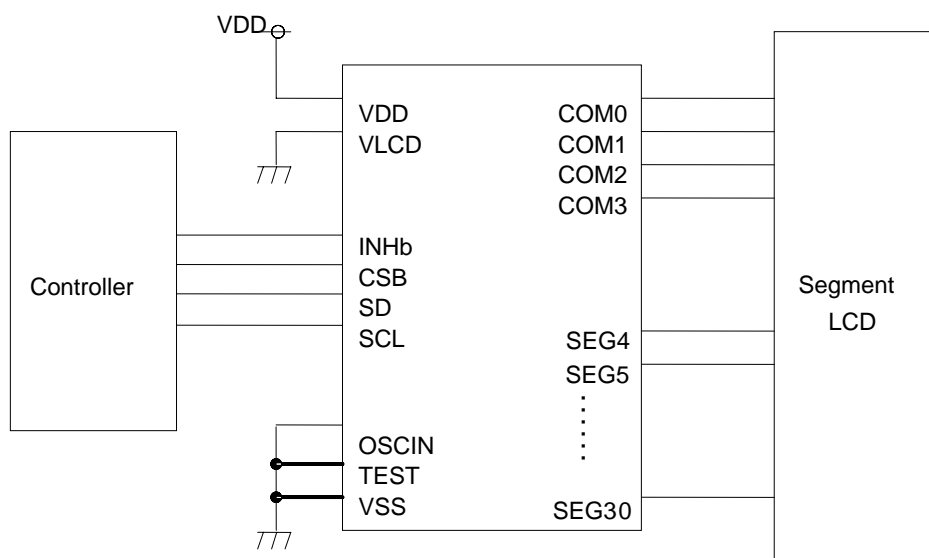 VDD
VDD
VLCD
INHb
CSB
SD
SCL
OSCIN
TEST
VSS
COM0
COM1
COM2
COM3
SEG4
SEG5
SEG30
Controller
Segment
LCD